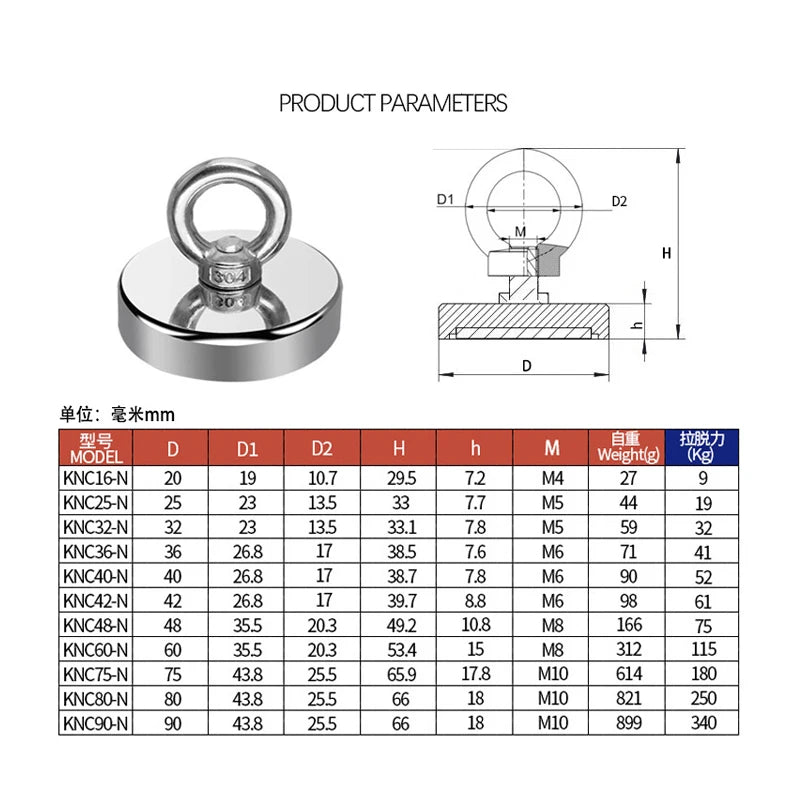 PRODUCT PARAMETERS
304
D1
D2
M
H
h
D
单位：毫米mm
型号 MODEL D D1 D2 H h M 自重 Weight(g) 拉脱力 (Kg)
KNC16-N 20 19 10.7 29.5 7.2 M4 27 9
KNC25-N 25 23 13.5 33 7.7 M5 44 19
KNC32-N 32 23 13.5 33.1 7.8 M5 59 32
KNC36-N 36 26.8 17 38.5 7.6 M6 71 41
KNC40-N 40 26.8 17 38.7 7.8 M6 90 52
KNC42-N 42 26.8 17 39.7 8.8 M6 98 61
KNC48-N 48 35.5 20.3 49.2 10.8 M8 166 75
KNC60-N 60 35.5 20.3 53.4 15 M8 312 115
KNC75-N 75 43.8 25.5 65.9 17.8 M10 614 180
KNC80-N 80 43.8 25.5 66 18 M10 821 250
KNC90-N 90 43.8 25.5 66 18 M10 899 340